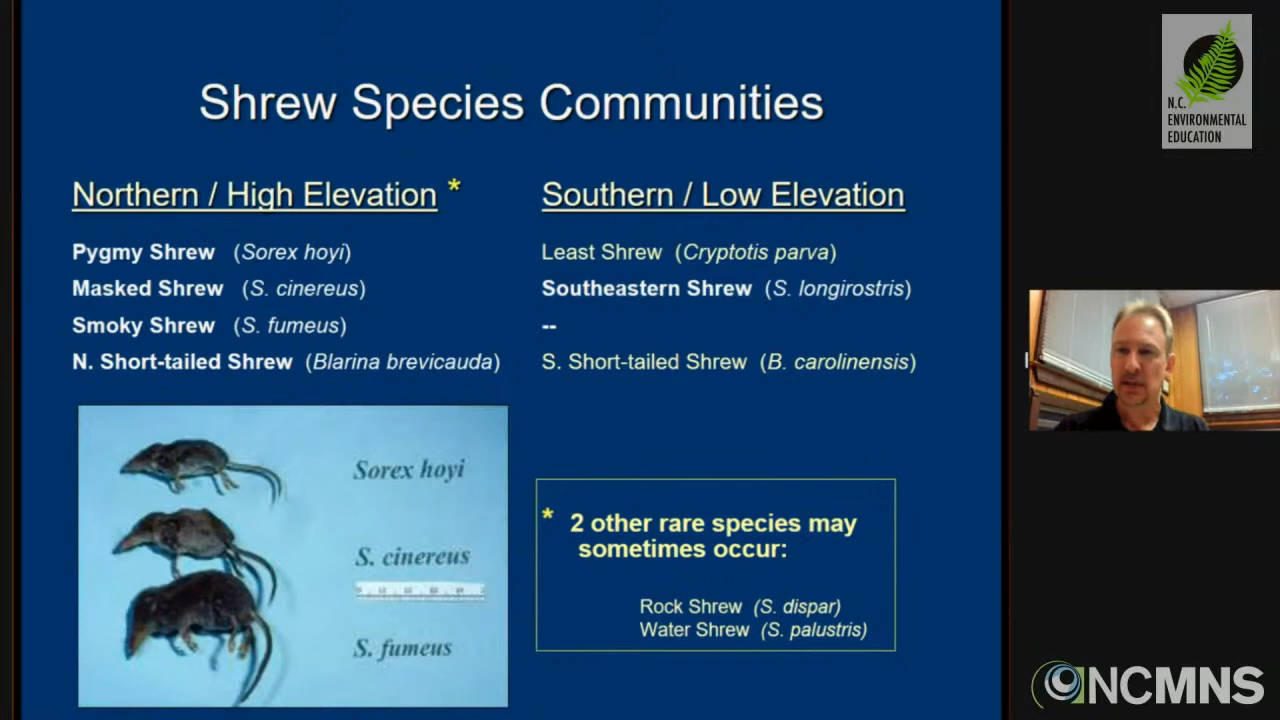 Shrew Species Communities
Northern / High Elevation *
Pygmy Shrew (Sorex hoyi)
Masked Shrew (S. cinereus)
Smoky Shrew (S. fumeus)
N. Short-tailed Shrew (Blarina brevicauda)
Southern / Low Elevation
Least Shrew (Cryptotis parva)
Southeastern Shrew (S. longirostris)
--
S. Short-tailed Shrew (B. carolinensis)
Sorex hoyi
S. cinereus
S. fumeus
* 2 other rare species may
sometimes occur:
Rock Shrew (S. dispar)
Water Shrew (S. palustris)
N.C.
ENVIRONMENTAL
EDUCATION
NCMNS